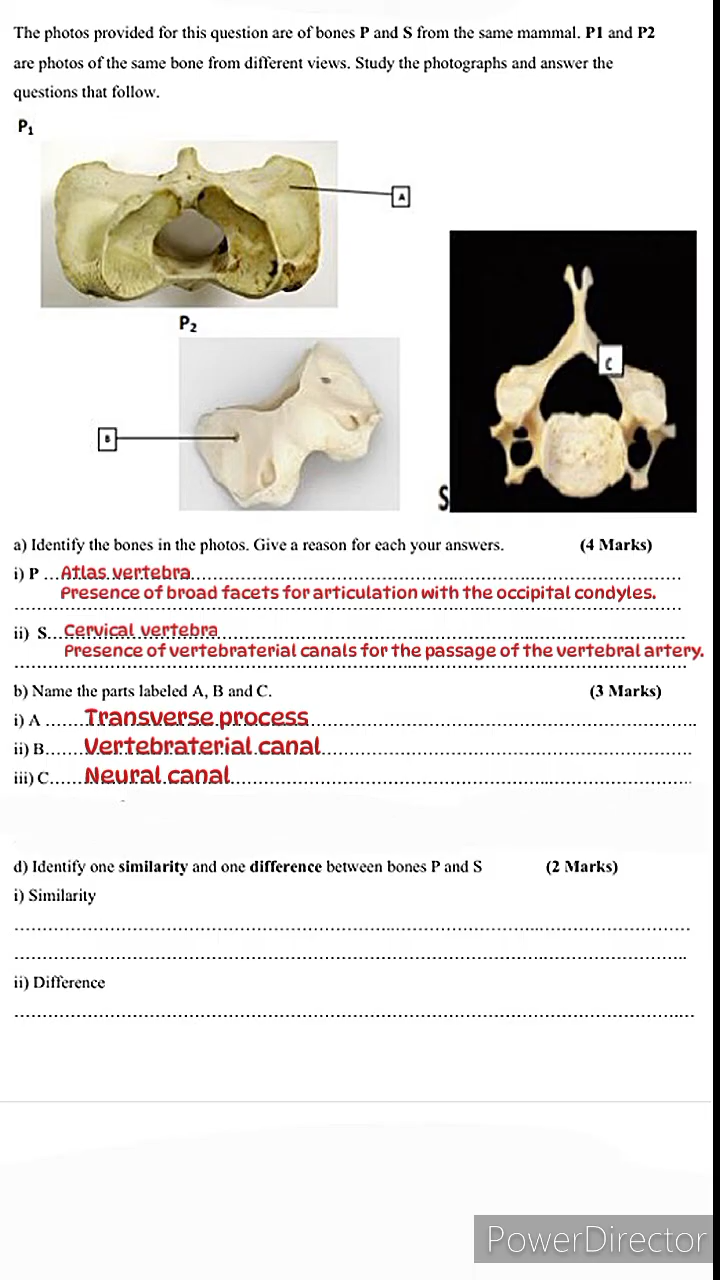 The photos provided for this question are of bones P and S from the same mammal. P1 and P2
are photos of the same bone from different views. Study the photographs and answer the
questions that follow.
P1
A
P2
C
B
S
a) Identify the bones in the photos. Give a reason for each your answers. (4 Marks)
i) P ...Atlas vertebra...
Presence of broad facets for articulation with the occipital condyles.
ii) S.. Cervical vertebra...
Presence of vertebraterial canals for the passage of the vertebral artery.
b) Name the parts labeled A, B and C. (3 Marks)
i) A ......Transverse process...
ii) B......Vertebraterial canal...
iii) C.....Neural canal...
d) Identify one similarity and one difference between bones P and S (2 Marks)
i) Similarity
ii) Difference
PowerDirector